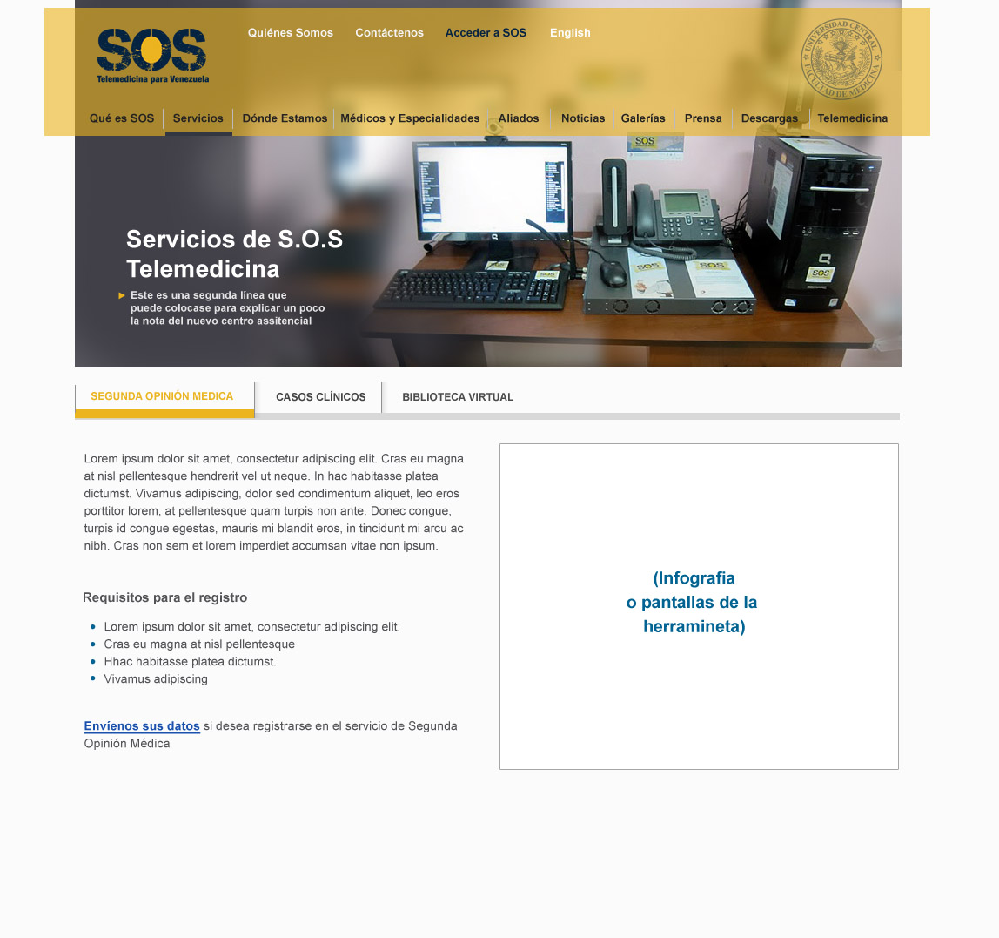 SOS
Telemedicina para Venezuela
Quiénes Somos Contáctenos Acceder a SOS English
UNIVERSIDAD CENTRAL
FACULTAD DE MEDICINA
Qué es SOS Servicios Dónde Estamos Médicos y Especialidades Aliados Noticias Galerías Prensa Descargas Telemedicina
SOS
SOS
SOS
SOS
SOS
SOS
Servicios de S.O.S
Telemedicina
Este es una segunda línea que
puede colocase para explicar un poco
la nota del nuevo centro assitencial
SEGUNDA OPINIÓN MEDICA CASOS CLÍNICOS BIBLIOTECA VIRTUAL
Lorem ipsum dolor sit amet, consectetur adipiscing elit. Cras eu magna
at nisl pellentesque hendrerit vel ut neque. In hac habitasse platea
dictumst. Vivamus adipiscing, dolor sed condimentum aliquet, leo eros
porttitor lorem, at pellentesque quam turpis non ante. Donec congue,
turpis id congue egestas, mauris mi blandit eros, in tincidunt mi arcu ac
nibh. Cras non sem et lorem imperdiet accumsan vitae non ipsum.
Requisitos para el registro
Lorem ipsum dolor sit amet, consectetur adipiscing elit.
Cras eu magna at nisl pellentesque
Hhac habitasse platea dictumst.
Vivamus adipiscing
Envíenos sus datos si desea registrarse en el servicio de Segunda
Opinión Médica
(Infografia
o pantallas de la
herramineta)